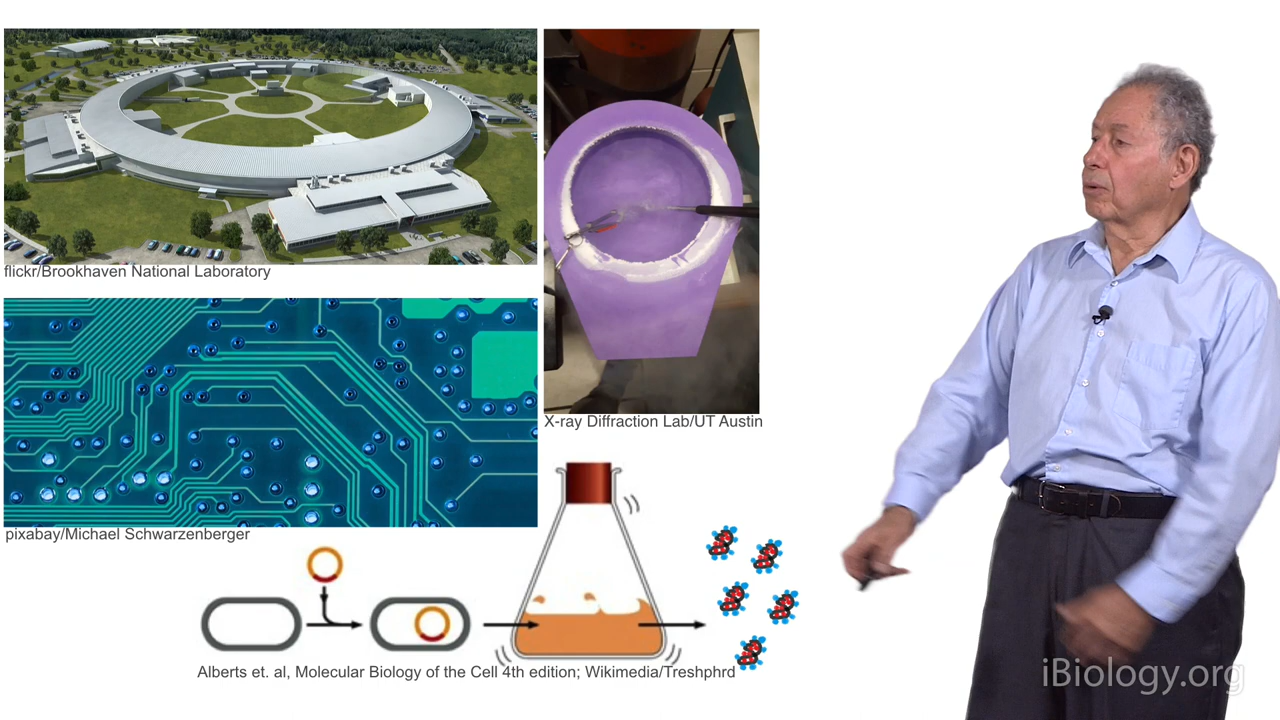 flickr/Brookhaven National Laboratory
X-ray Diffraction Lab/UT Austin
pixabay/Michael Schwarzenberger
Alberts et. al, Molecular Biology of the Cell 4th edition; Wikimedia/Treshphrd
iBiology.org